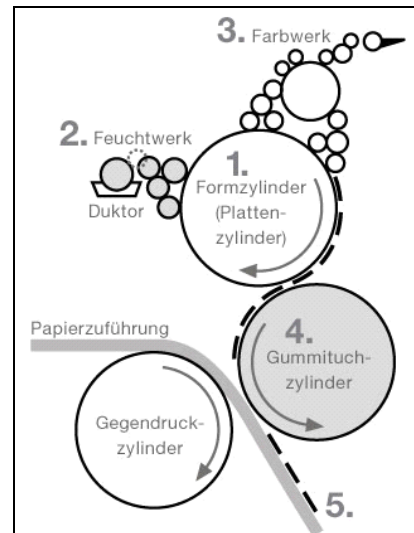 3. Farbwerk
2. Feuchtwerk
Duktor
1.
Formzylinder
(Platten-
zylinder)
Papierzuführung
4.
Gummituch-
zylinder
Gegendruck-
zylinder
5.